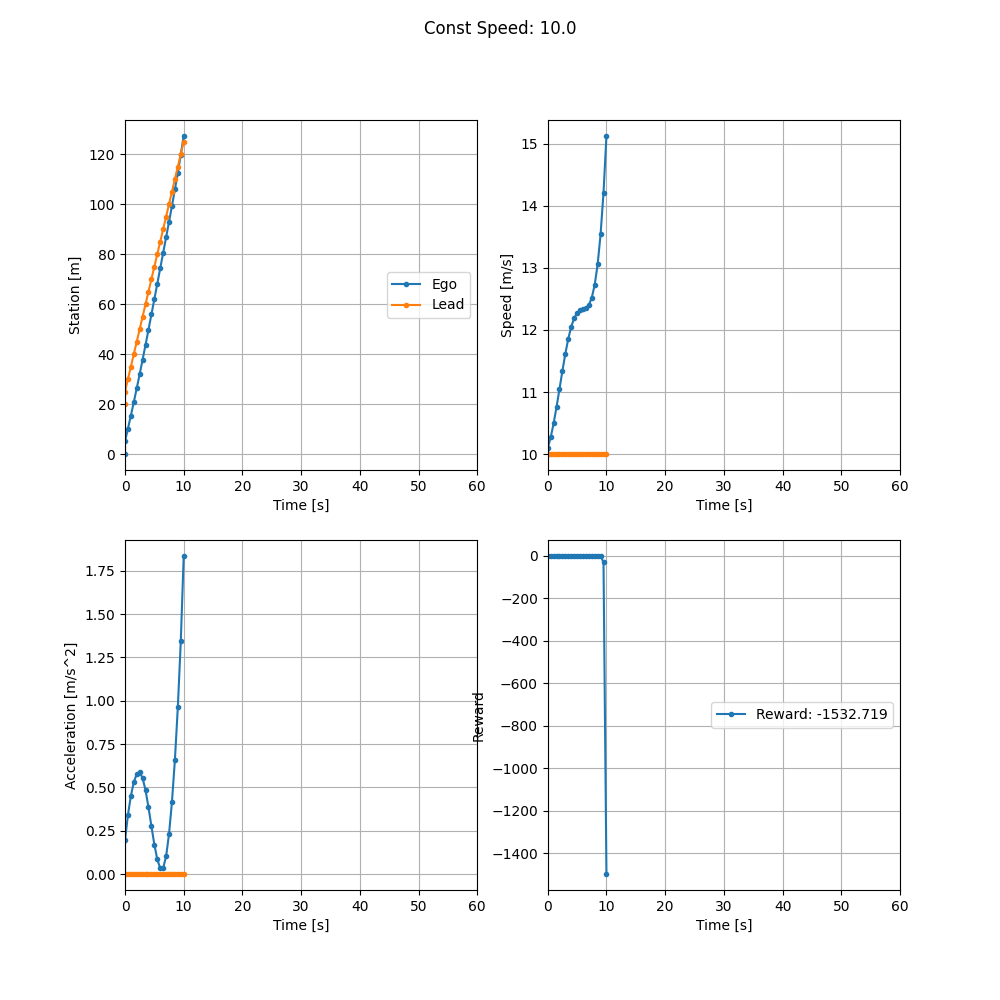 Const Speed: 10.0
120
100
80
60
40
20
0
Station [m]
Ego
Lead
0 10 20 30 40 50 60
Time [s]
15
14
13
12
11
10
Speed [m/s]
0 10 20 30 40 50 60
Time [s]
1.75
1.50
1.25
1.00
0.75
0.50
0.25
0.00
Acceleration [m/s^2]
0 10 20 30 40 50 60
Time [s]
0
−200
−400
−600
−800
−1000
−1200
−1400
Reward
Reward: -1532.719
0 10 20 30 40 50 60
Time [s]